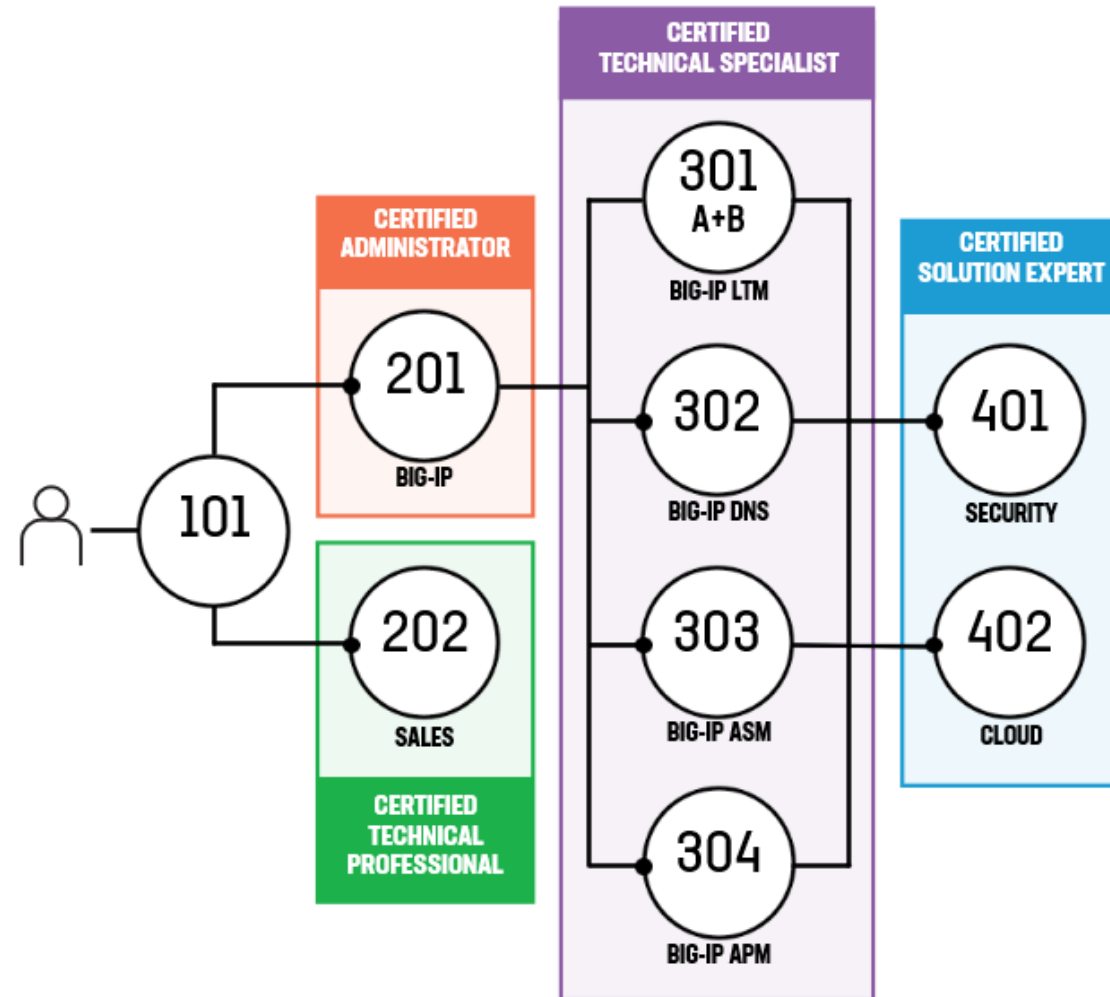 101
CERTIFIED
ADMINISTRATOR
201
BIG-IP
202
SALES
CERTIFIED
TECHNICAL
PROFESSIONAL
CERTIFIED
TECHNICAL SPECIALIST
301
A+B
BIG-IP LTM
302
BIG-IP DNS
303
BIG-IP ASM
304
BIG-IP APM
CERTIFIED
SOLUTION EXPERT
401
SECURITY
402
CLOUD